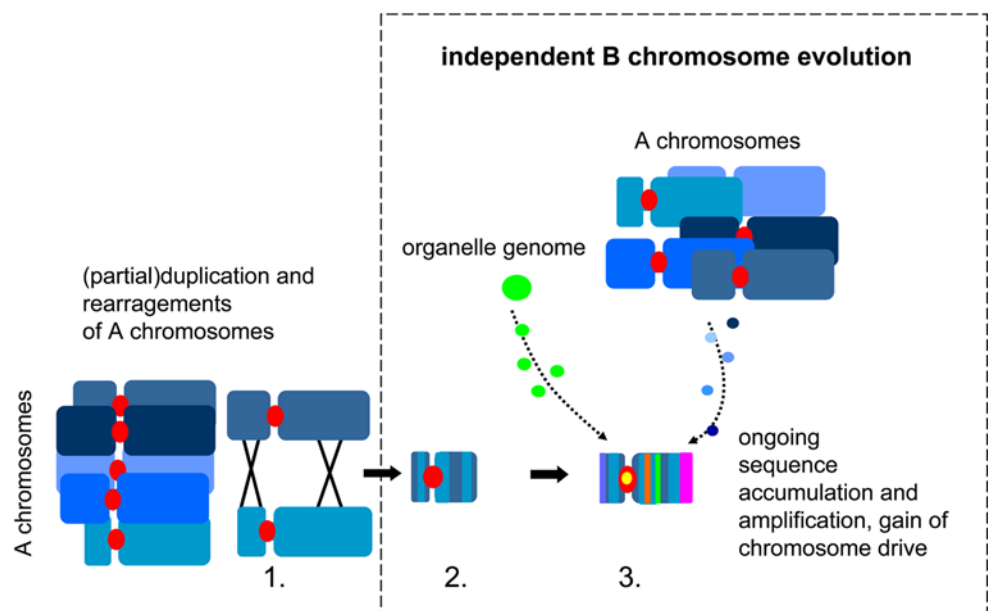 independent B chromosome evolution
A chromosomes
organelle genome
(partial)duplication and
rearragements
of A chromosomes
A chromosomes
ongoing
sequence
accumulation and
amplification, gain of
chromosome drive
1.
2.
3.